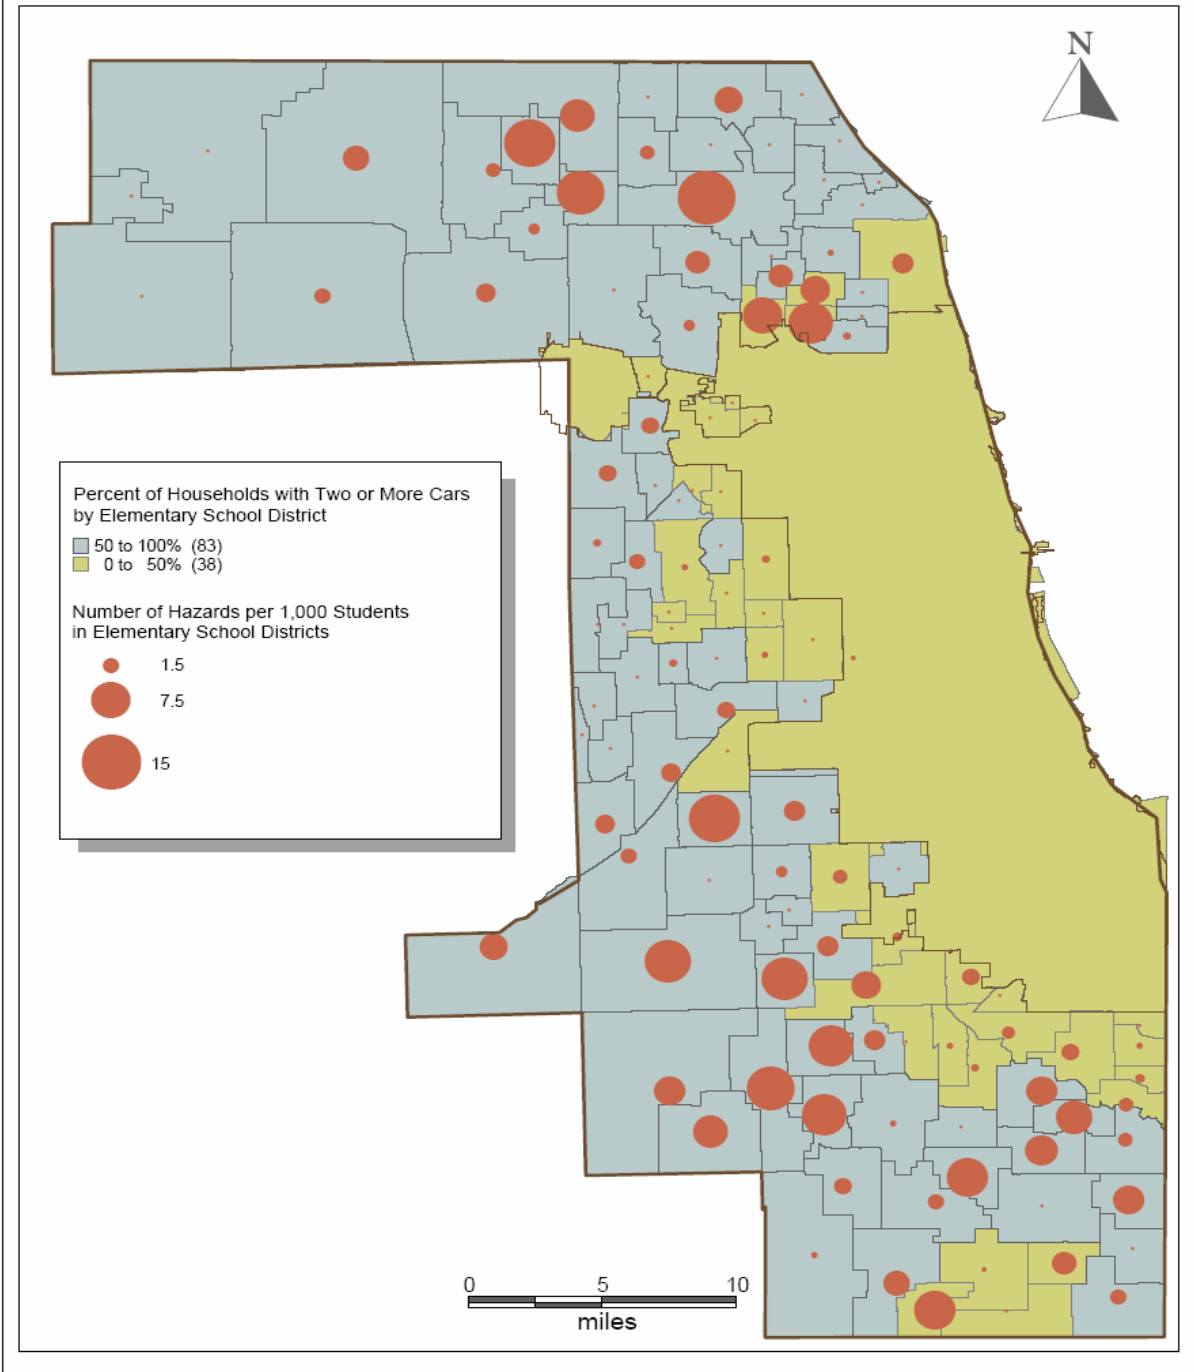 N
Percent of Households with Two or More Cars
by Elementary School District
50 to 100% (83)
0 to 50% (38)
Number of Hazards per 1,000 Students
in Elementary School Districts
1.5
7.5
15
0 5 10
miles